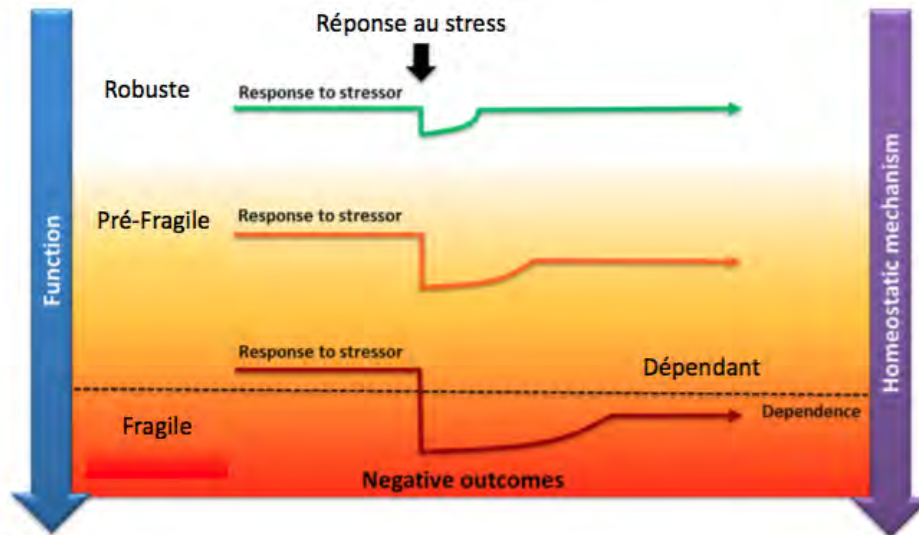 Réponse au stress
Robuste
Response to stressor
Pré-Fragile
Response to stressor
Response to stressor
Dépendant
Dependence
Fragile
Negative outcomes
Function
Homeostatic mechanism